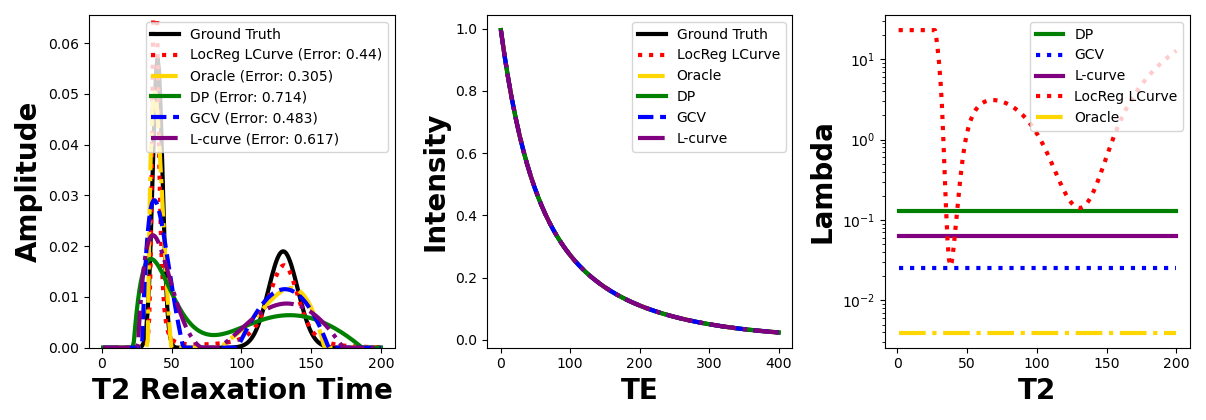 Amplitude
0.06
0.05
0.04
0.03
0.02
0.01
0.00
0
50
100
150
200
T2 Relaxation Time
Ground Truth
LocReg LCurve (Error: 0.44)
Oracle (Error: 0.305)
DP (Error: 0.714)
GCV (Error: 0.483)
L-curve (Error: 0.617)
Intensity
1.0
0.8
0.6
0.4
0.2
0.0
0
100
200
300
400
TE
Ground Truth
LocReg LCurve
Oracle
DP
GCV
L-curve
Lambda
10¹
10⁰
10⁻¹
10⁻²
0
50
100
150
200
T2
DP
GCV
L-curve
LocReg LCurve
Oracle